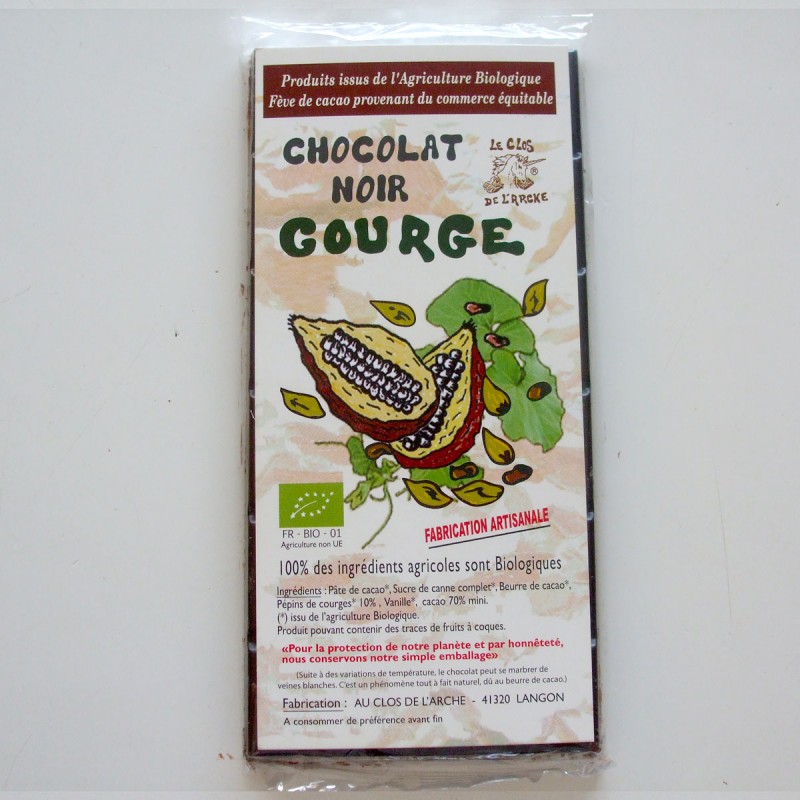 Produits issus de l'Agriculture Biologique
Fève de cacao provenant du commerce équitable
CHOCOLAT
NOIR
COURGE
LE CLOS
®
DE L'ARCHE
FR - BIO - 01
Agriculture non UE
FABRICATION ARTISANALE
100% des ingrédients agricoles sont Biologiques
Ingrédients : Pâte de cacao*, Sucre de canne complet*, Beurre de cacao*,
Pépins de courges* 10% , Vanille*, cacao 70% mini.
(*) issu de l'agriculture Biologique.
Produit pouvant contenir des traces de fruits à coques.
«Pour la protection de notre planète et par honnêteté,
nous conservons notre simple emballage»
(Suite à des variations de température, le chocolat peut se marbrer de
veines blanches. C'est un phénomène tout à fait naturel, dû au beurre de cacao.)
Fabrication : AU CLOS DE L'ARCHE - 41320 LANGON
A consommer de préférence avant fin